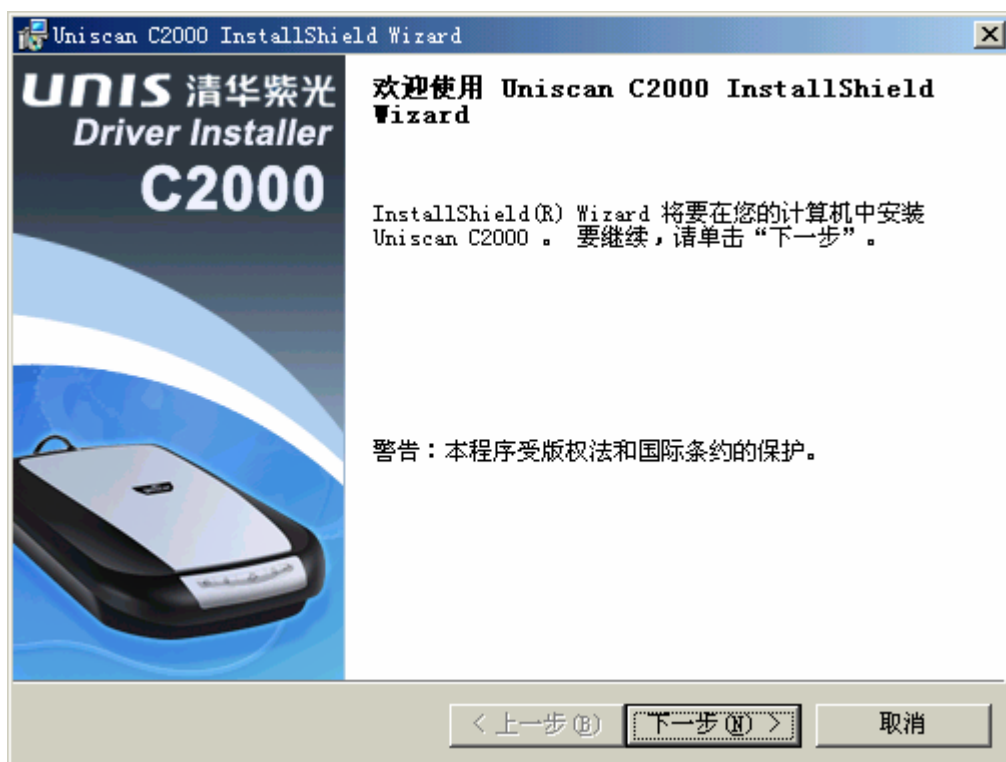 Uniscan C2000 InstallShield Wizard
UNIS 清华紫光
Driver Installer
C2000
欢迎使用 Uniscan C2000 InstallShield
Wizard
InstallShield(R) Wizard 将要在您的计算机中安装
Uniscan C2000 。 要继续，请单击“下一步”。
警告：本程序受版权法和国际条约的保护。
< 上一步(B)
下一步(N) >
取消